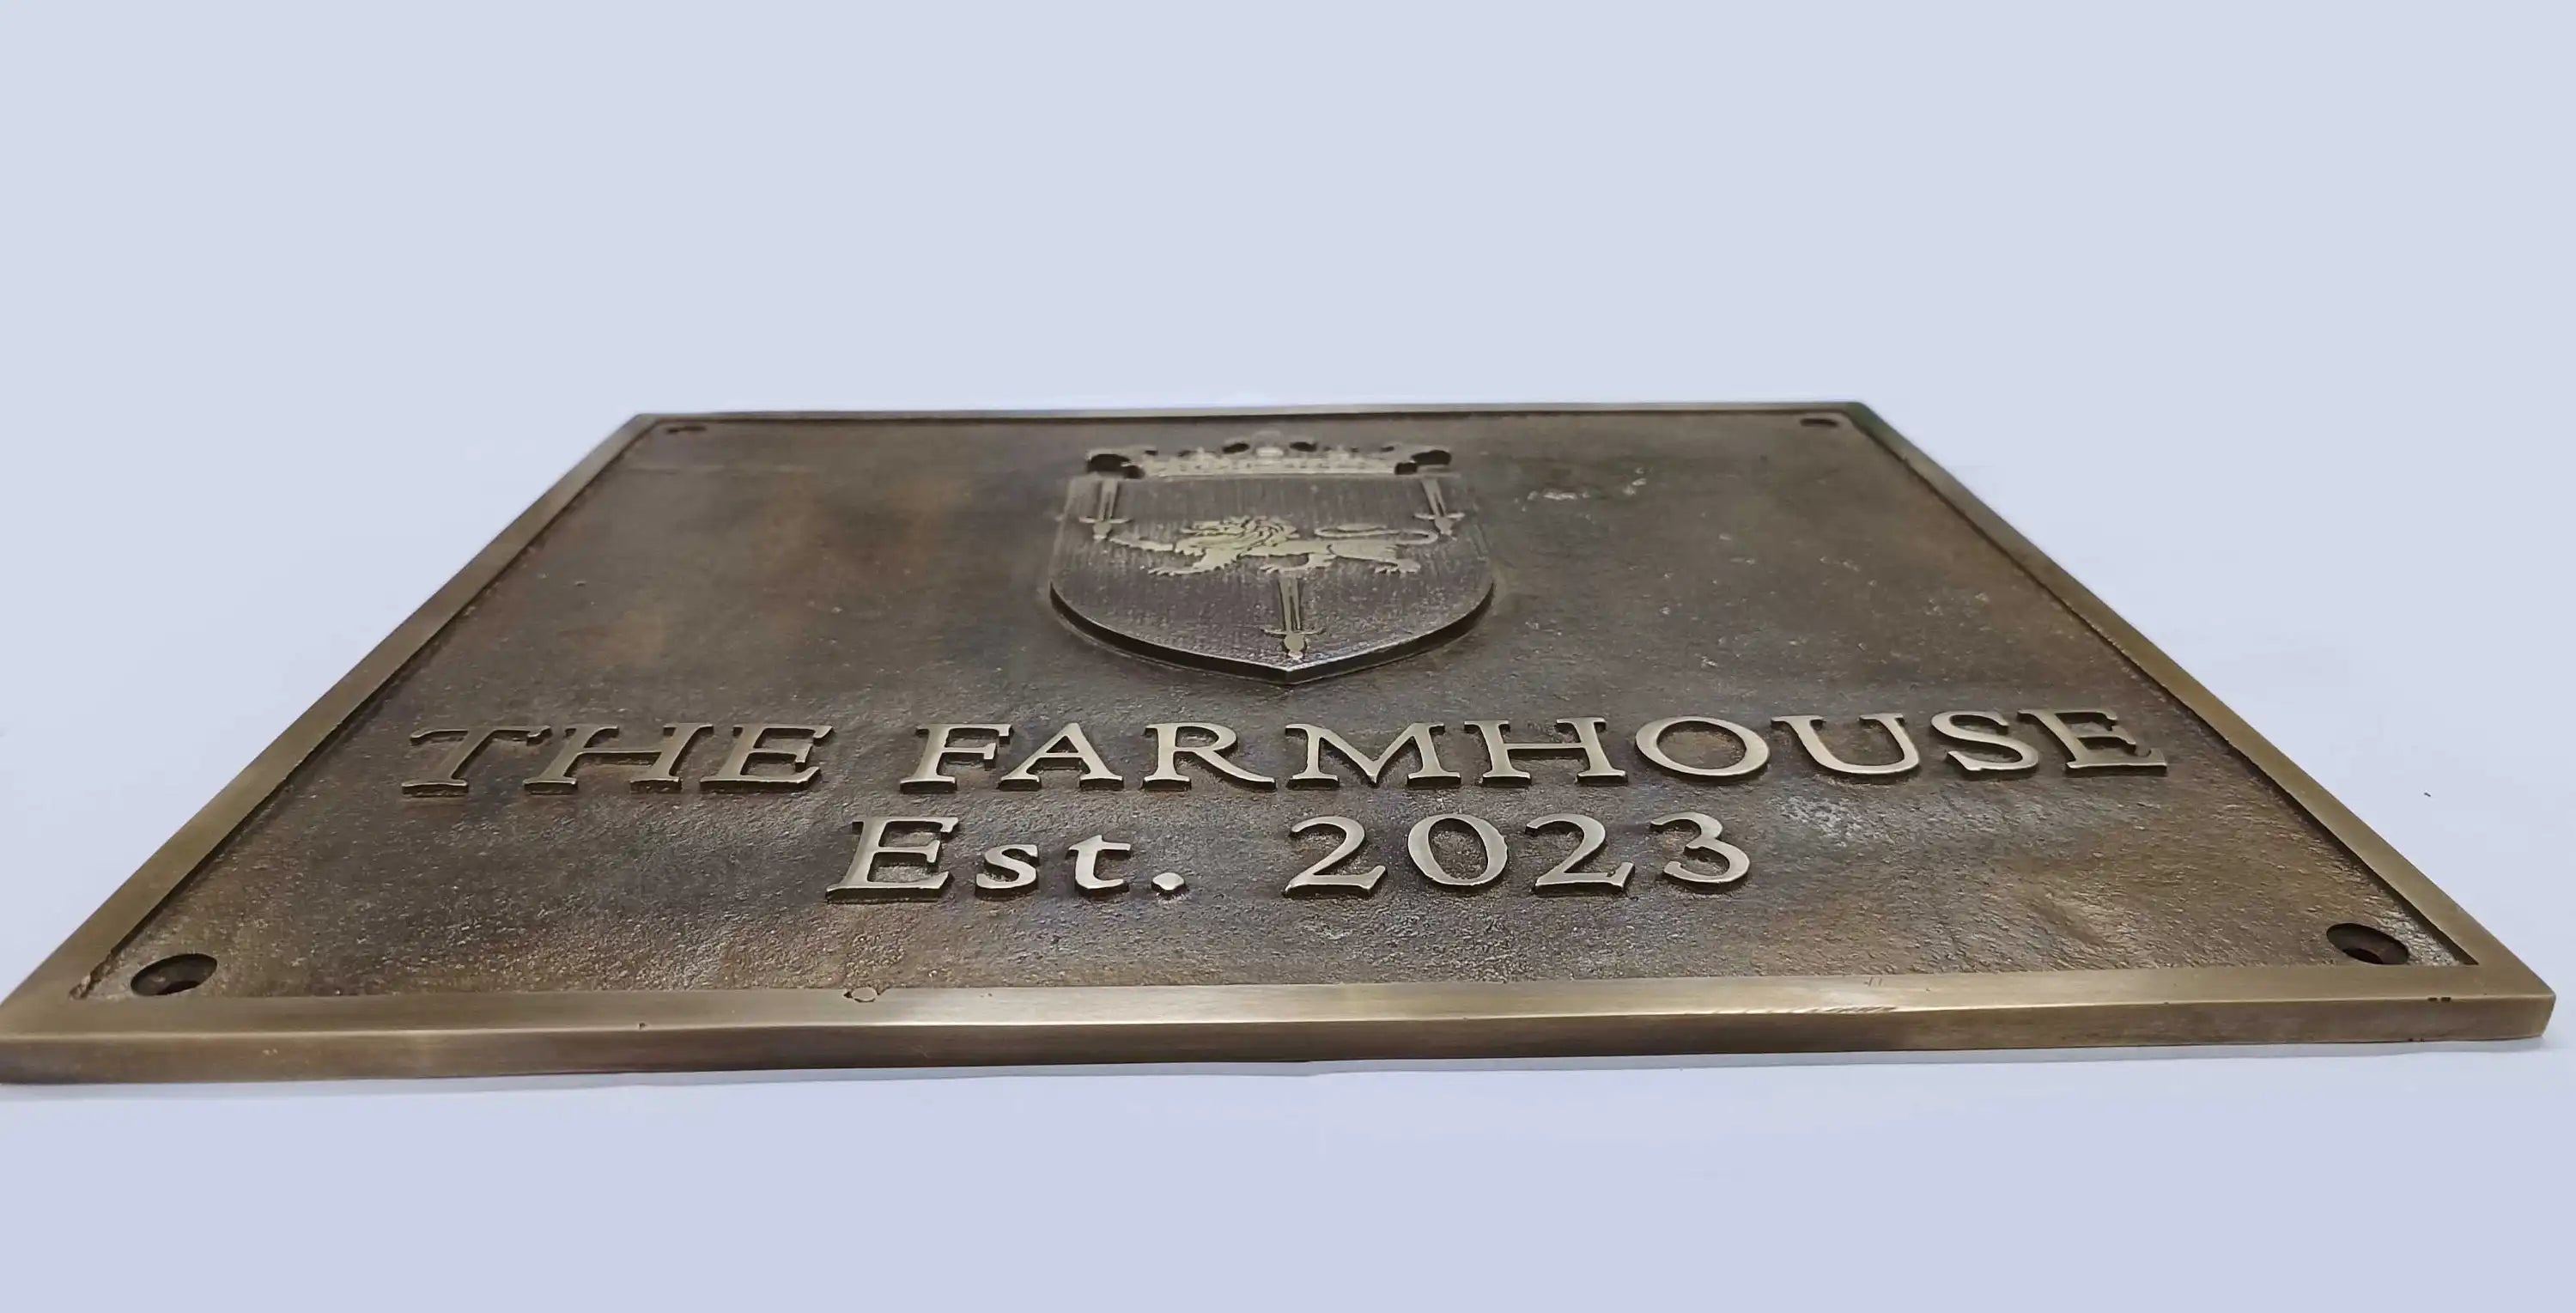 THE FARMHOUSE
Est. 2023